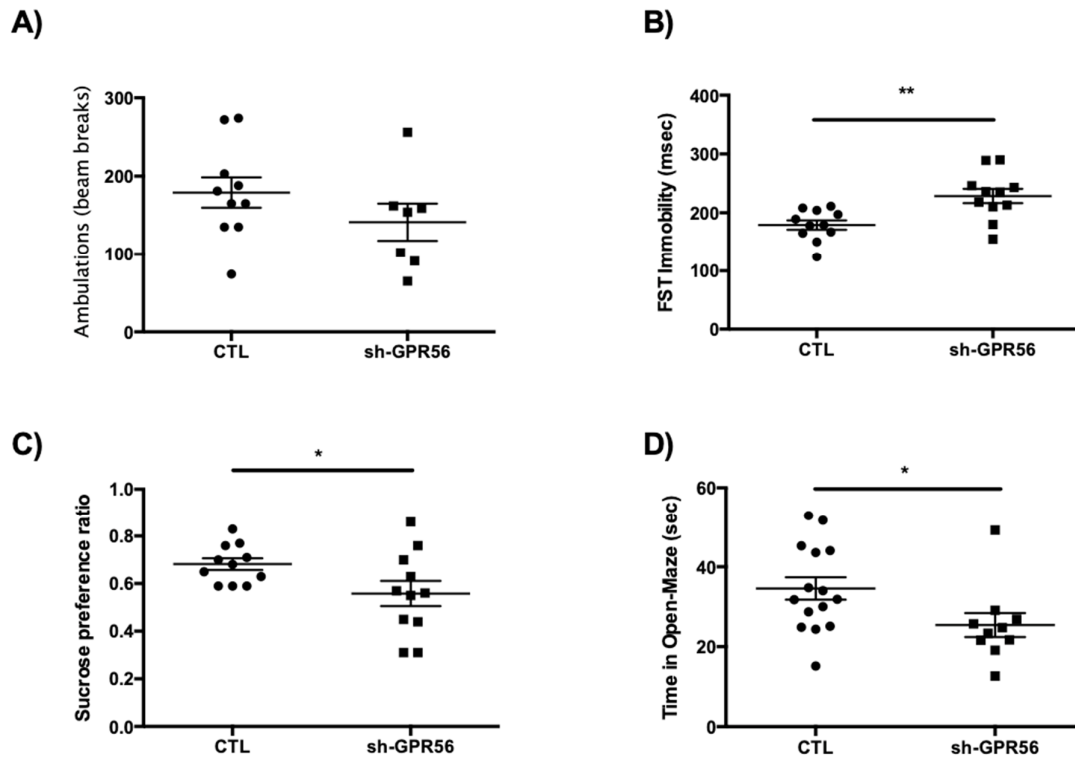 A)
Ambulations (beam breaks)
300
200
100
0
CTL
sh-GPR56
B)
FST Immobility (msec)
400
300
200
100
0
**
CTL
sh-GPR56
C)
Sucrose preference ratio
1.0
0.8
0.6
0.4
0.2
0.0
*
CTL
sh-GPR56
D)
Time in Open-Maze (sec)
60
40
20
0
*
CTL
sh-GPR56